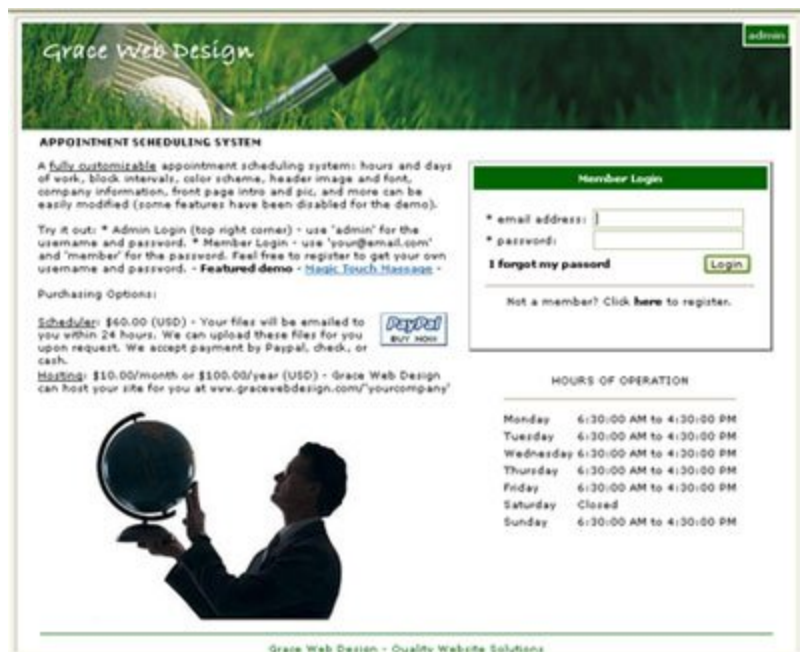 Grace Web Design
admin
APPOINTMENT SCHEDULING SYSTEM
A fully customizable appointment scheduling system: hours and days
of work, block intervals, color scheme, header image and font,
company information, front page intro and pic, and more can be
easily modified (some features have been disabled for the demo).
Try it out: * Admin Login (top right corner) - use 'admin' for the
username and password. * Member Login - use 'your@email.com'
and 'member' for the password. Feel free to register to get your own
username and password. - Featured demo - Magic Touch Massage -
Purchasing Options:
Scheduler: $60.00 (USD) - Your files will be emailed to
you within 24 hours. We can upload these files for you
upon request. We accept payment by Paypal, check, or
cash.
PayPal
BUY NOW
Hosting: $10.00/month or $100.00/year (USD) - Grace Web Design
can host your site for you at www.gracewebdesign.com/'yourcompany'
Member Login
* email address:
* password:
I forgot my passord
Login
Not a member? Click here to register.
HOURS OF OPERATION
Monday 6:30:00 AM to 4:30:00 PM
Tuesday 6:30:00 AM to 4:30:00 PM
Wednesday 6:30:00 AM to 4:30:00 PM
Thursday 6:30:00 AM to 4:30:00 PM
Friday 6:30:00 AM to 4:30:00 PM
Saturday Closed
Sunday 6:30:00 AM to 4:30:00 PM
Grace Web Design - Quality Website Solutions